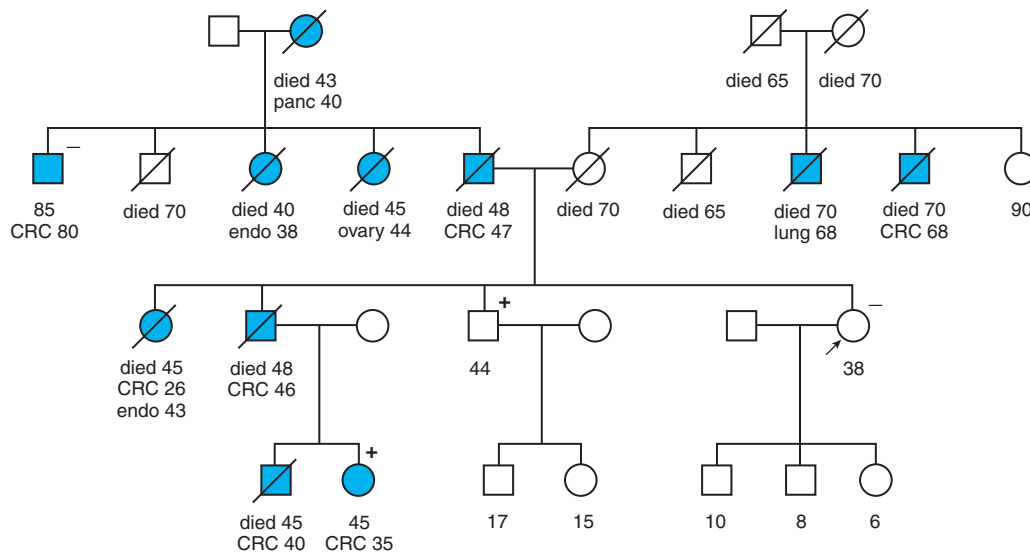 died 43
panc 40
died 65
died 70
–
85
CRC 80
died 70
died 40
endo 38
died 45
ovary 44
died 48
CRC 47
died 70
died 65
died 70
lung 68
died 70
CRC 68
90
+
–
died 45
CRC 26
endo 43
died 48
CRC 46
44
38
+
died 45
CRC 40
45
CRC 35
17
15
10
8
6